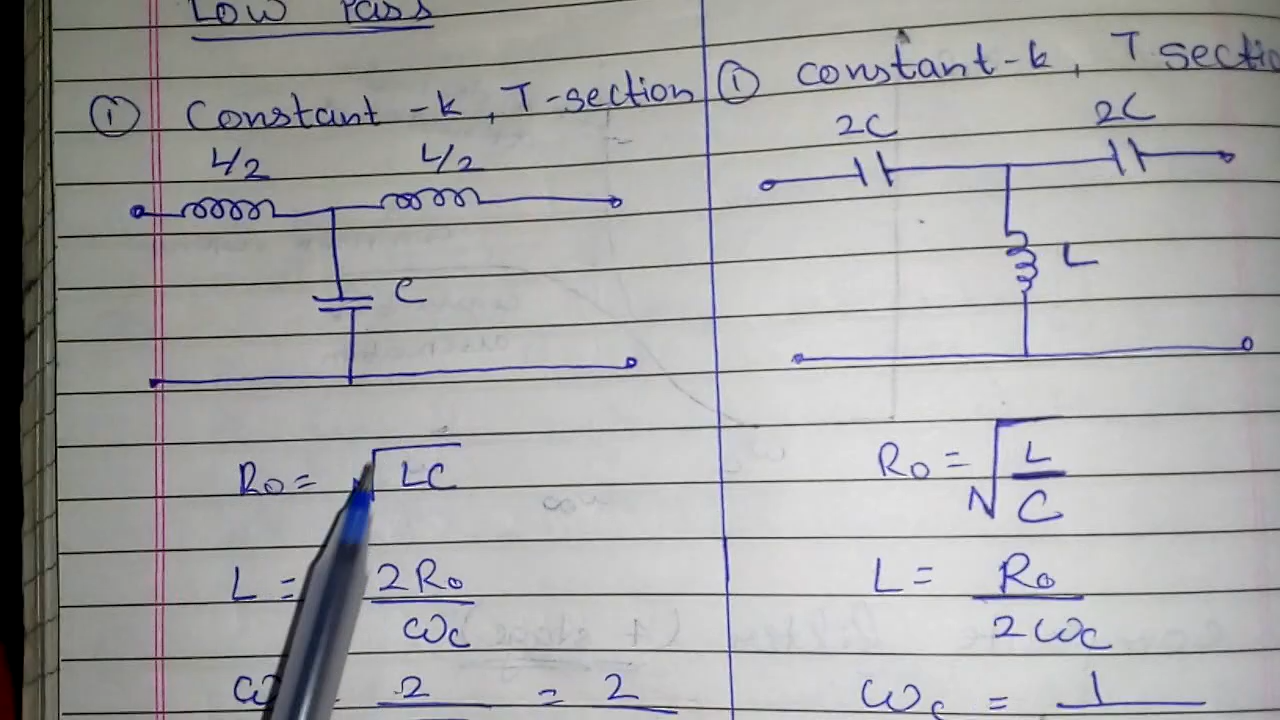 Low Pass
① Constant -k, T-section
L/2 L/2
C
R₀ = √LC
L = 2R₀/ωc
ω = 2 = 2
① constant-k, T sectio
2C 2C
L
R₀ = √L/C
L = R₀/2ωc
ωc = 1